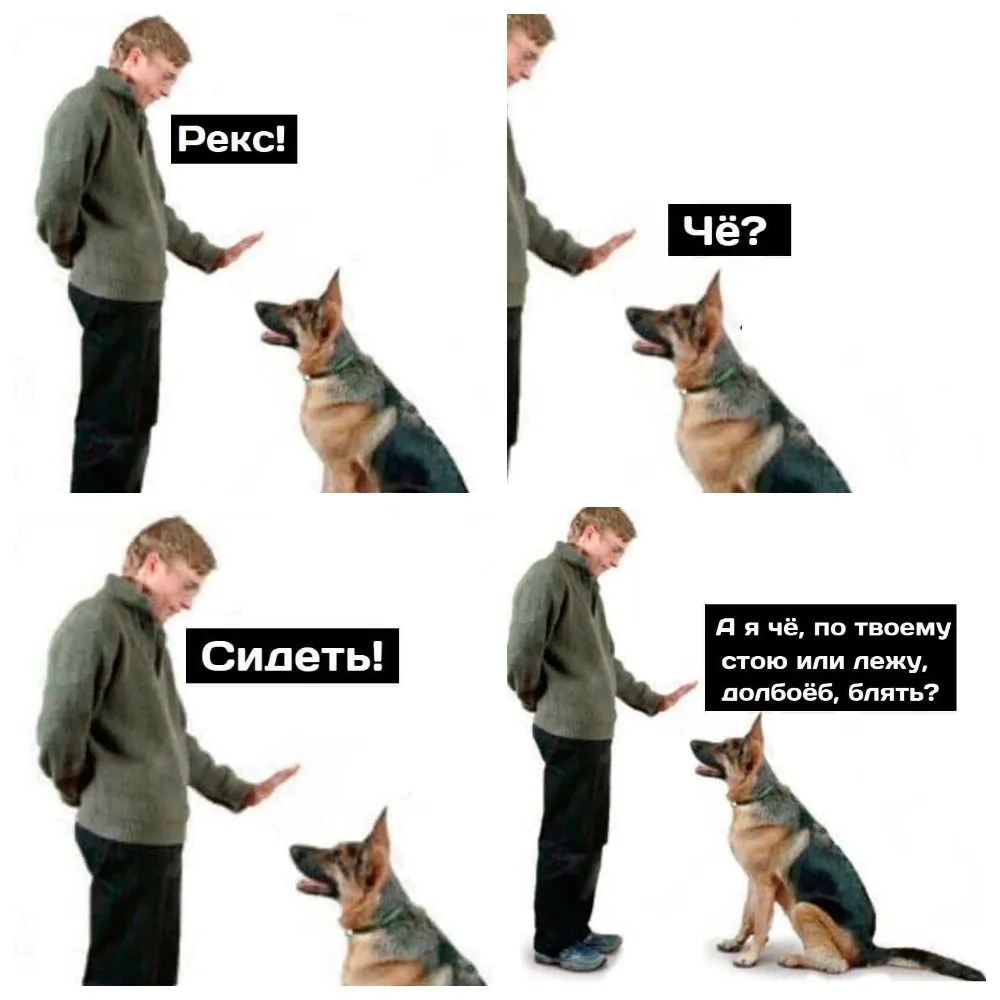 Рекс!
Чё?
Сидеть!
А я чё, по твоему
стою или лежу,
долбоёб, блять?